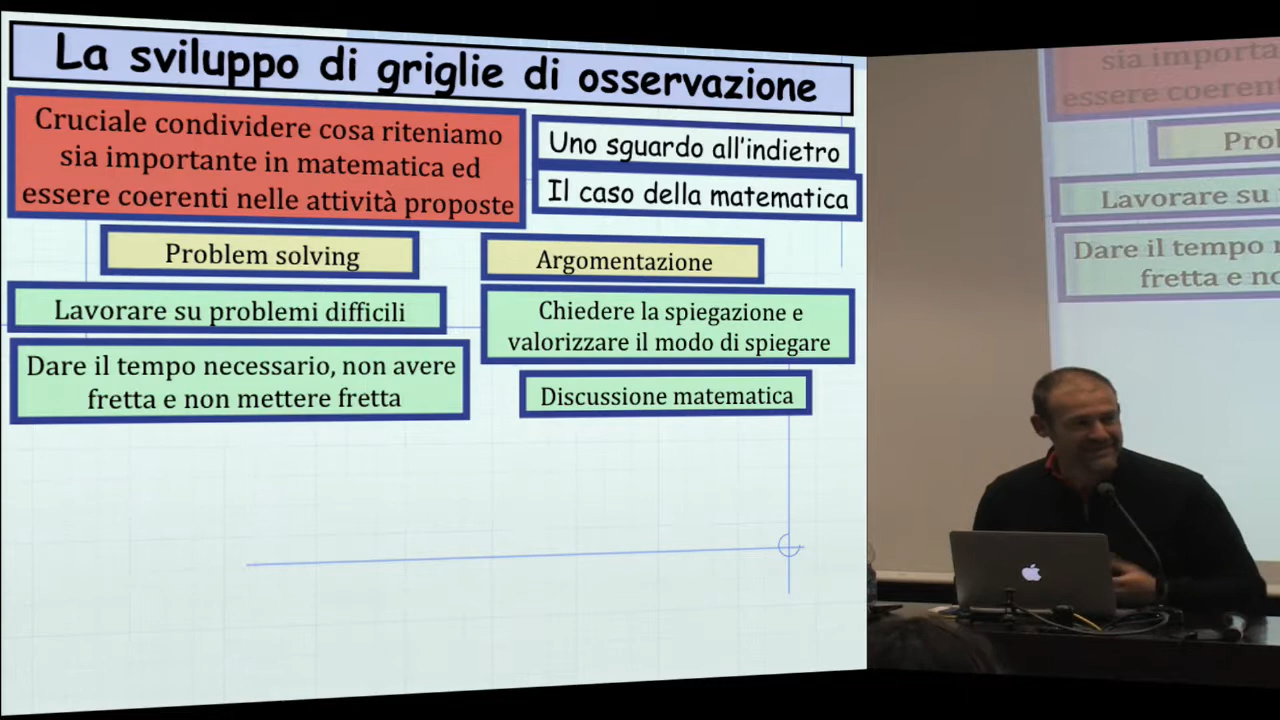 La sviluppo di griglie di osservazione
Cruciale condividere cosa riteniamo
sia importante in matematica ed
essere coerenti nelle attività proposte
Uno sguardo all'indietro
Il caso della matematica
Problem solving
Argomentazione
Lavorare su problemi difficili
Chiedere la spiegazione e
valorizzare il modo di spiegare
Dare il tempo necessario, non avere
fretta e non mettere fretta
Discussione matematica
sia importa
essere coeren
Pro
Lavorare su
Dare il tempo
fretta e no